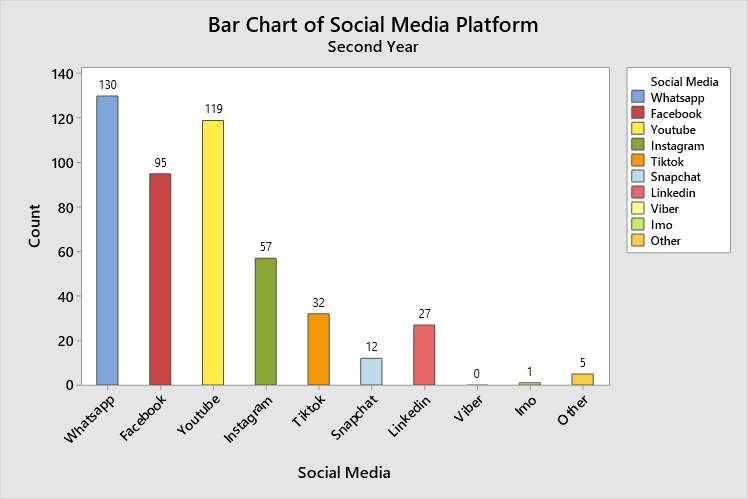 Bar Chart of Social Media Platform
Second Year
140
120
100
80
60
40
20
0
Count
130
95
119
57
32
12
27
0
1
5
Whatsapp
Facebook
Youtube
Instagram
Tiktok
Snapchat
Linkedin
Viber
Imo
Other
Social Media
Social Media
Whatsapp
Facebook
Youtube
Instagram
Tiktok
Snapchat
Linkedin
Viber
Imo
Other